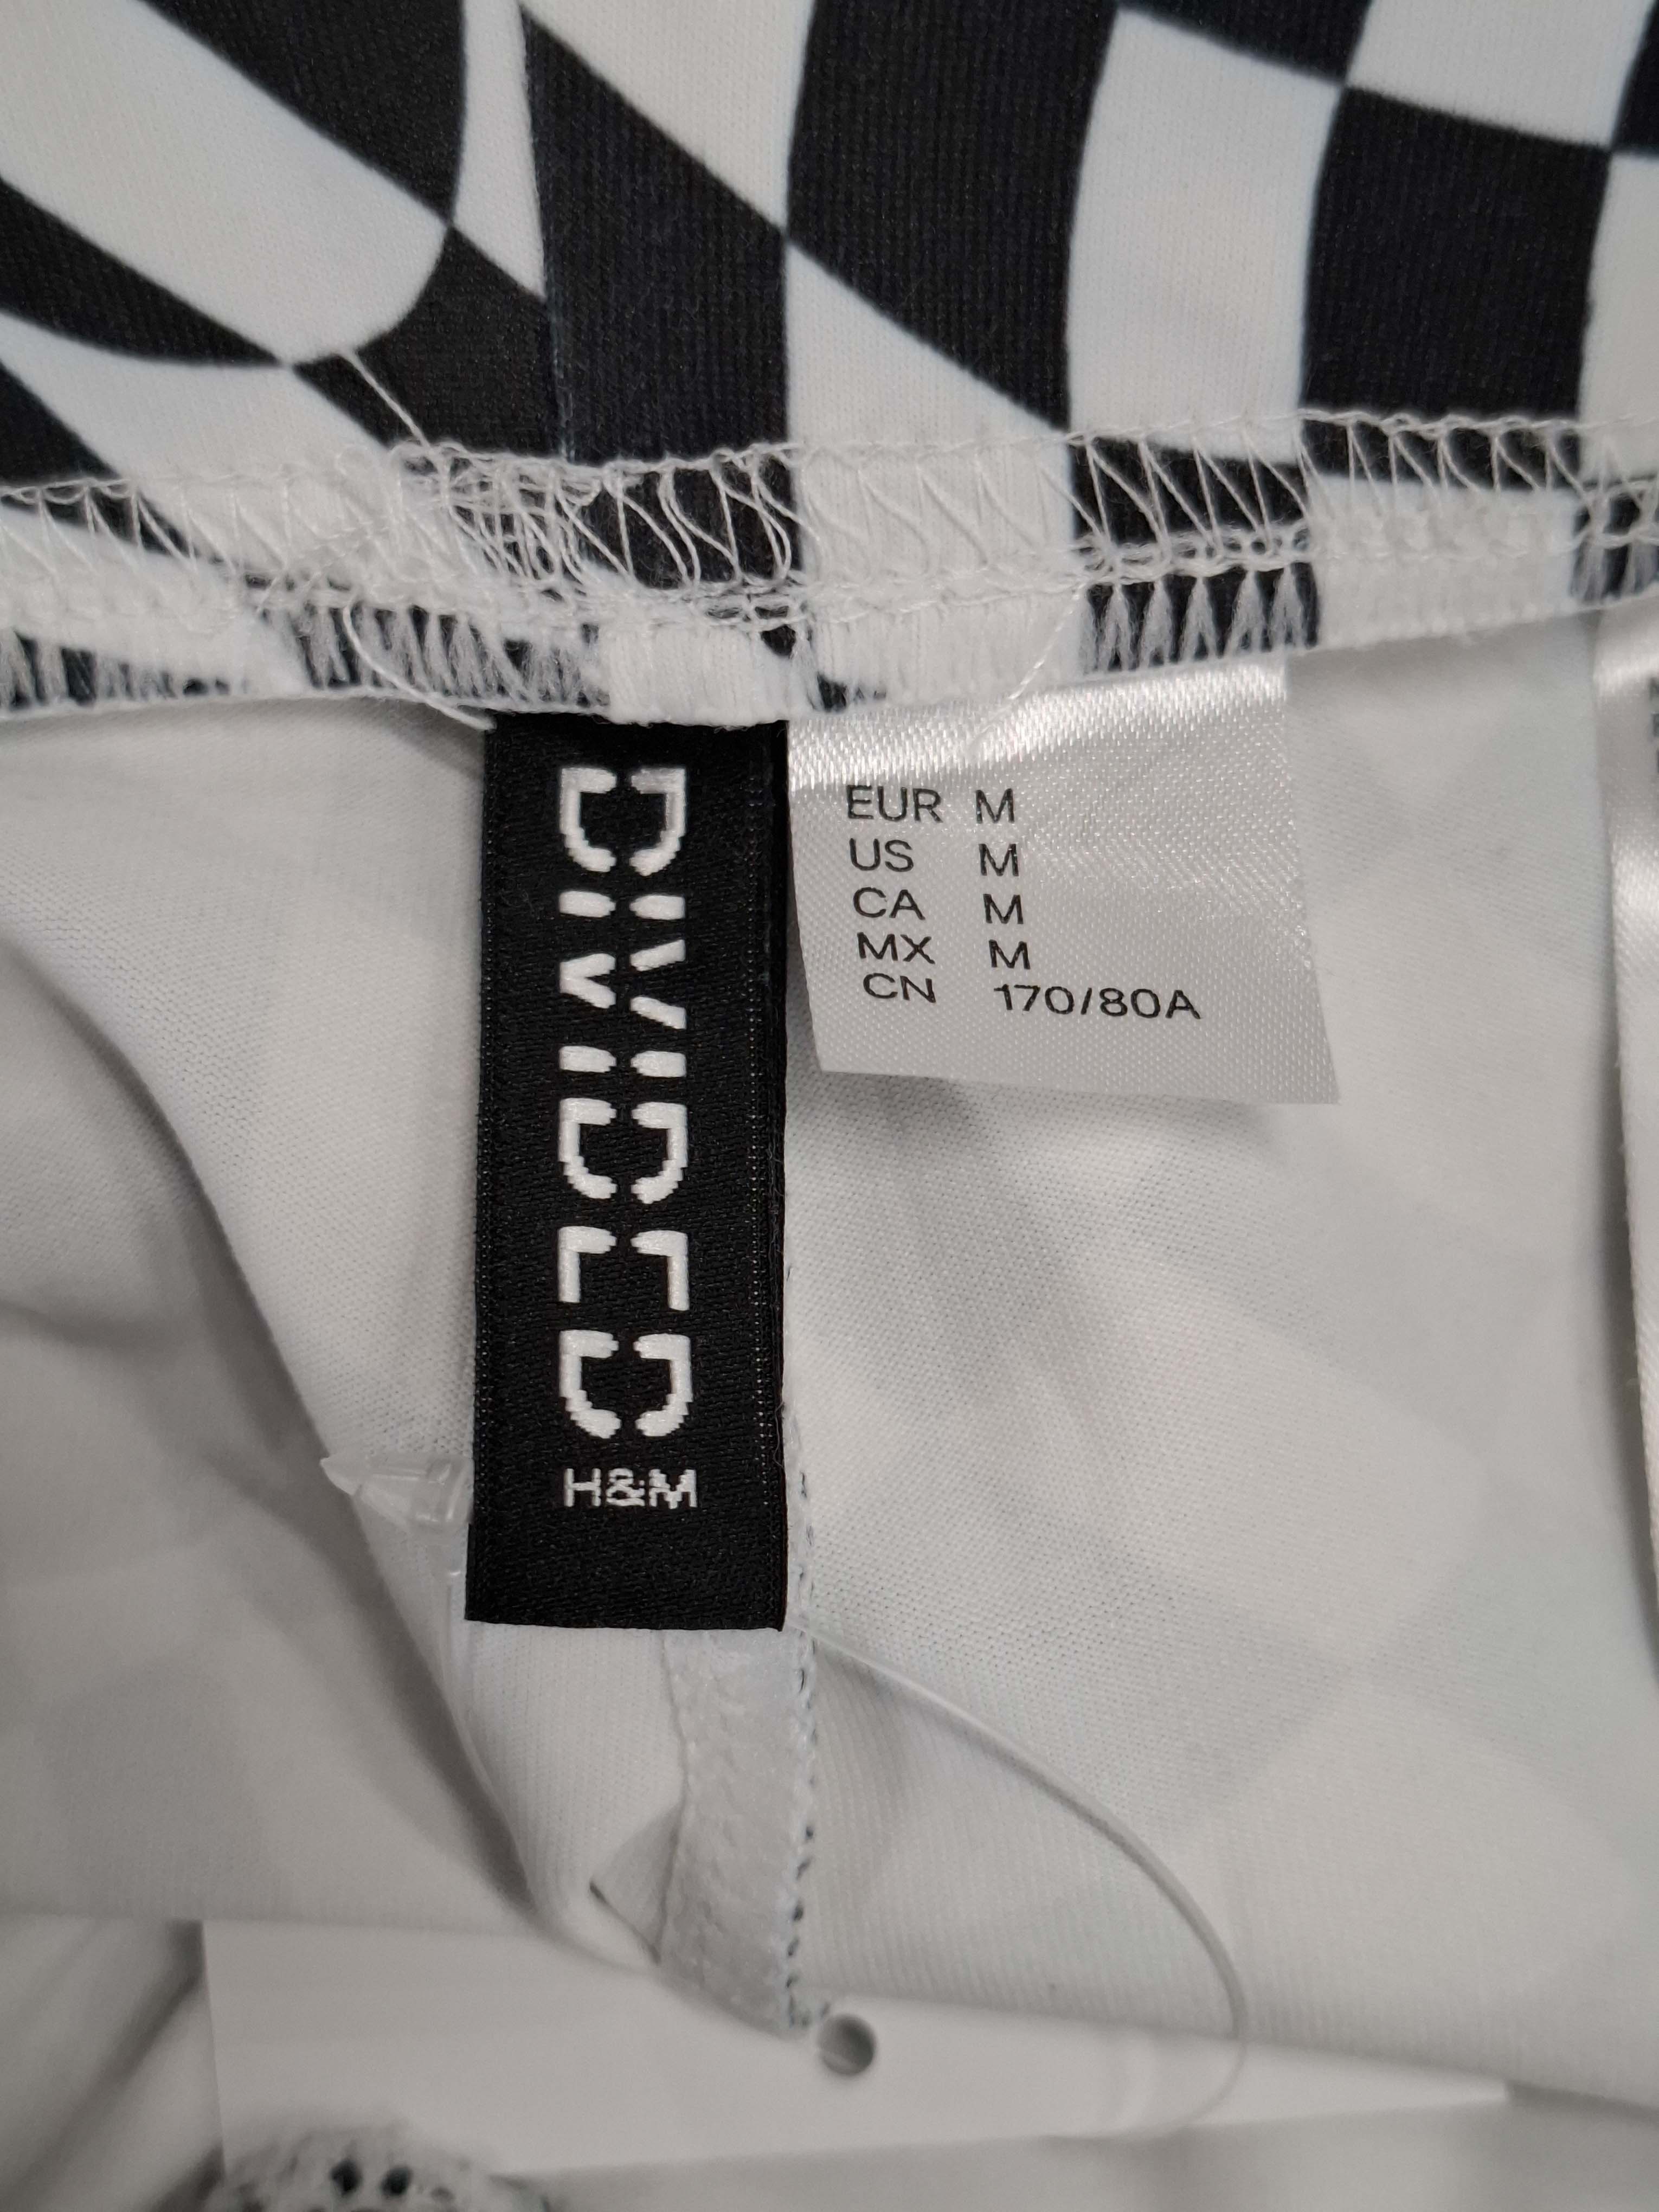 DIVIDED
H&M
EUR M
US M
CA M
MX M
CN 170/80A